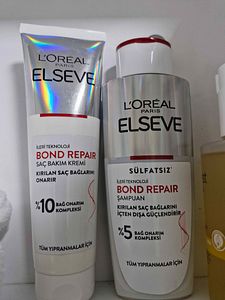 L'ORÉAL
ELSEVE
İLERİ TEKNOLOJİ
BOND REPAIR
SAÇ BAKIM KREMİ
KIRILAN SAÇ BAĞLARINI
ONARIR
%10 BAĞ ONARIM
KOMPLEKSİ
TÜM YIPRANMALAR İÇİN
L'ORÉAL
ELSEVE
SÜLFATSIZ
İLERİ TEKNOLOJİ
BOND REPAIR
ŞAMPUAN
KIRILAN SAÇ BAĞLARINI
İÇTEN DIŞA GÜÇLENDİRİR
%5 BAĞ ONARIM
KOMPLEKSİ
TÜM YIPRANMALAR İÇİN